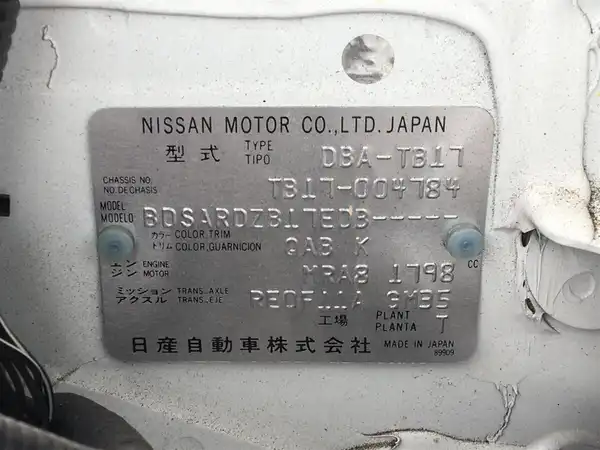 NISSAN MOTOR CO.,LTD. JAPAN
型式 TYPE TIPO DBA-TB17
CHASSIS NO. NO.DE CHASIS TB17-004784
MODEL MODELO BDSARDZB17EDB-----
カラー COLOR,TRIM
トリム COLOR,GUARNICION QAB K
エンジン ENGINE MOTOR MRA8 1798 CC
ミッション TRANS.,AXLE
アクスル TRANS.,EJE RE0F11A GMB5
工場 PLANT PLANTA T
日産自動車株式会社 MADE IN JAPAN
89909